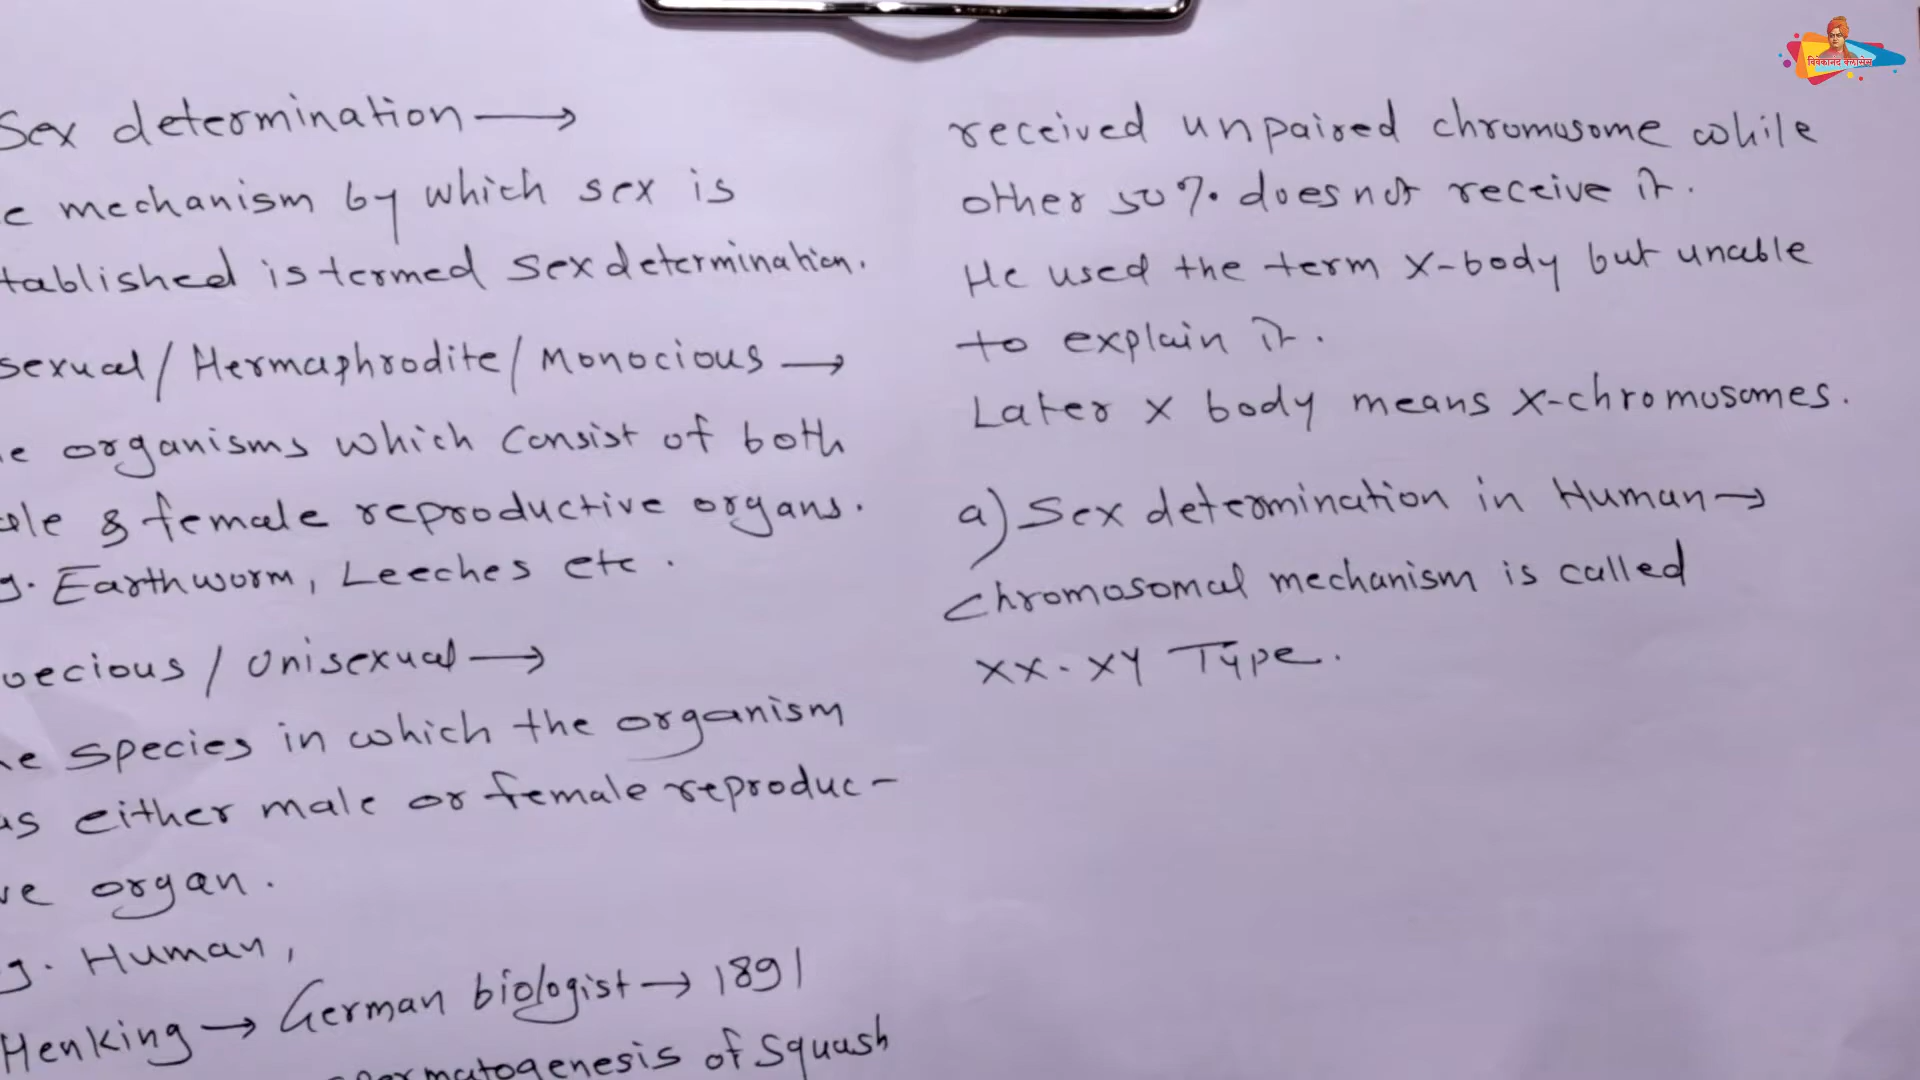 Sex determination →
e mechanism by which sex is
tablished is termed sex determination.
sexual / Hermaphrodite / Monocious →
e organisms which consist of both
ale & female reproductive organs.
g. Earthworm, Leeches etc.
oecious / Unisexual →
e species in which the organism
as either male or female reproduc-
ve organ.
g. Human,
Henking → German biologist → 1891
permatogenesis of Squash
received unpaired chromosome while
other 50% does not receive it.
He used the term X-body but unable
to explain it.
Later X body means X-chromosomes.
a) Sex determination in Human →
chromosomal mechanism is called
XX-XY Type.
विवेकानंद क्लासेस